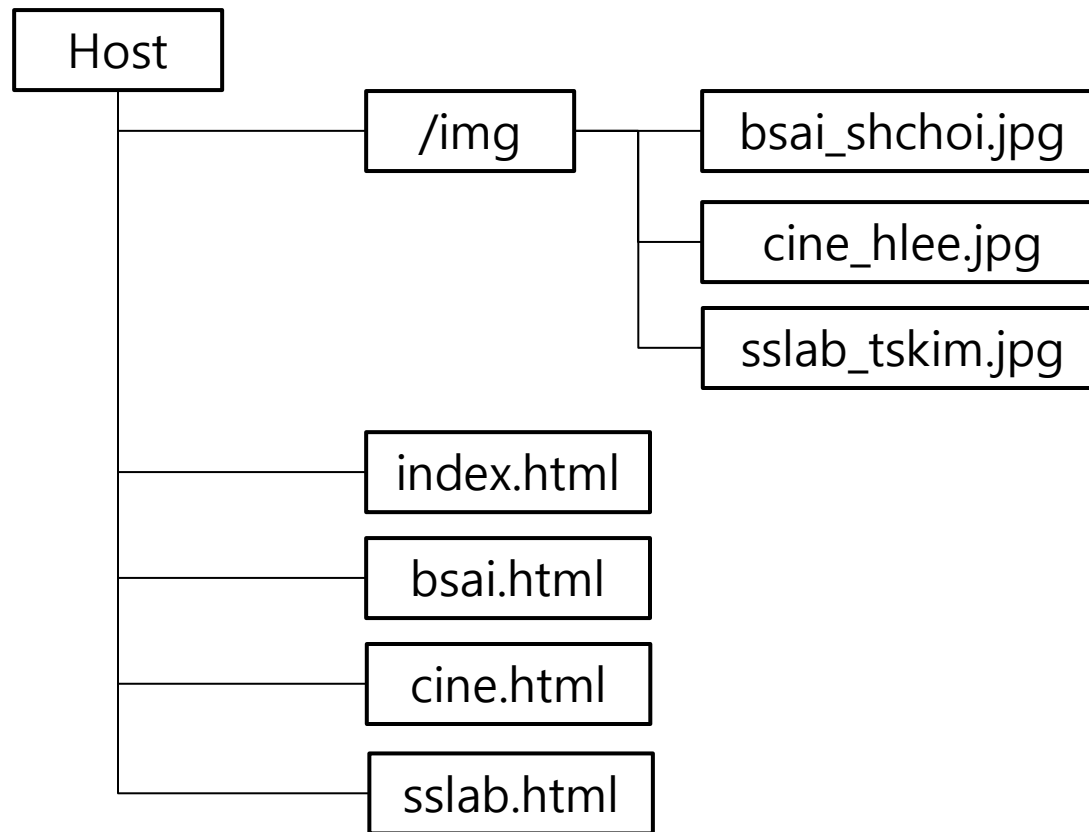 Host
/img
bsai_shchoi.jpg
cine_hlee.jpg
sslab_tskim.jpg
index.html
bsai.html
cine.html
sslab.html